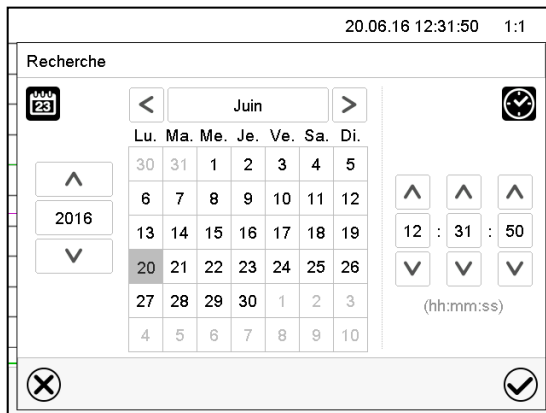 20.06.16 12:31:50 1:1
Recherche
23
< Juin >
Lu. Ma. Me. Je. Ve. Sa. Di.
30 31 1 2 3 4 5
6 7 8 9 10 11 12
2016
13 14 15 16 17 18 19
12 : 31 : 50
20 21 22 23 24 25 26
27 28 29 30 1 2 3
(hh:mm:ss)
4 5 6 7 8 9 10